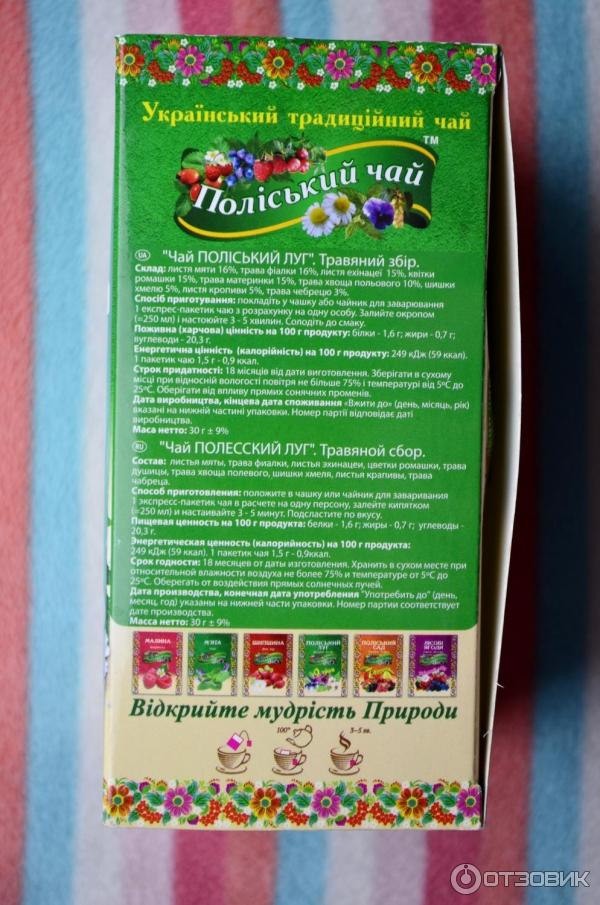 Український традиційний чай
Поліський чай
TM
UA "Чай ПОЛІСЬКИЙ ЛУГ". Травяний збір.
Склад: листя мяти 16%, трава фіалки 16%, листя ехінацеї 15%, квітки
ромашки 15%, трава материнки 15%, трава хвоща польового 10%, шишки
хмелю 5%, листя кропиви 5%, трава чебрецю 3%.
Спосіб приготування: покладіть у чашку або чайник для заварювання
1 експрес-пакетик чаю з розрахунку на одну особу. Залийте окропом
(=250 мл) і настоюйте 3 - 5 хвилин. Солодіть до смаку.
Поживна (харчова) цінність на 100 г продукту: білки - 1,6 г; жири - 0,7 г;
вуглеводи - 20,3 г.
Енергетична цінність (калорійність) на 100 г продукту: 249 кДж (59 ккал).
1 пакетик чаю 1,5 г - 0,9 ккал.
Строк придатності: 18 місяців від дати виготовлення. Зберігати в сухому
місці при відносній вологості повітря не більше 75% і температурі від 5ºС до
25ºС. Оберігати від впливу прямих сонячних променів.
Дата виробництва, кінцева дата споживання «Вжити до» (день, місяць, рік)
вказані на нижній частині упаковки. Номер партії відповідає даті
виробництва.
Маса нетто: 30 г ± 9%
RU "Чай ПОЛЕССКИЙ ЛУГ". Травяной сбор.
Состав: листья мяты, трава фиалки, листья эхинацеи, цветки ромашки, трава
душицы, трава хвоща полевого, шишки хмеля, листья крапивы, трава
чабреца.
Способ приготовления: положите в чашку или чайник для заваривания
1 экспресс-пакетик чая в расчете на одну персону, залейте кипятком
(=250 мл) и настаивайте 3 - 5 минут. Подсластите по вкусу.
Пищевая ценность на 100 г продукта: белки - 1,6 г; жиры - 0,7 г; углеводы -
20,3 г.
Энергетическая ценность (калорийность) на 100 г продукта:
249 кДж (59 ккал). 1 пакетик чая 1,5 г - 0,9ккал.
Срок годности: 18 месяцев от даты изготовления. Хранить в сухом месте при
относительной влажности воздуха не более 75% и температуре от 5ºС до
25ºС. Оберегать от воздействия прямых солнечных лучей.
Дата производства, конечная дата употребления "Употребить до" (день,
месяц, год) указаны на нижней части упаковки. Номер партии соответствует
дате производства.
Маса нетто: 30 г ± 9%
МАЛИНА
М'ЯТА
ШИПШИНА
ПОЛІСЬКИЙ ЛУГ
ПОЛІСЬКИЙ САД
ЛІСОВІ ЯГОДИ
Відкрийте мудрість Природи
100°
3-5 хв.
ОТЗОВИК